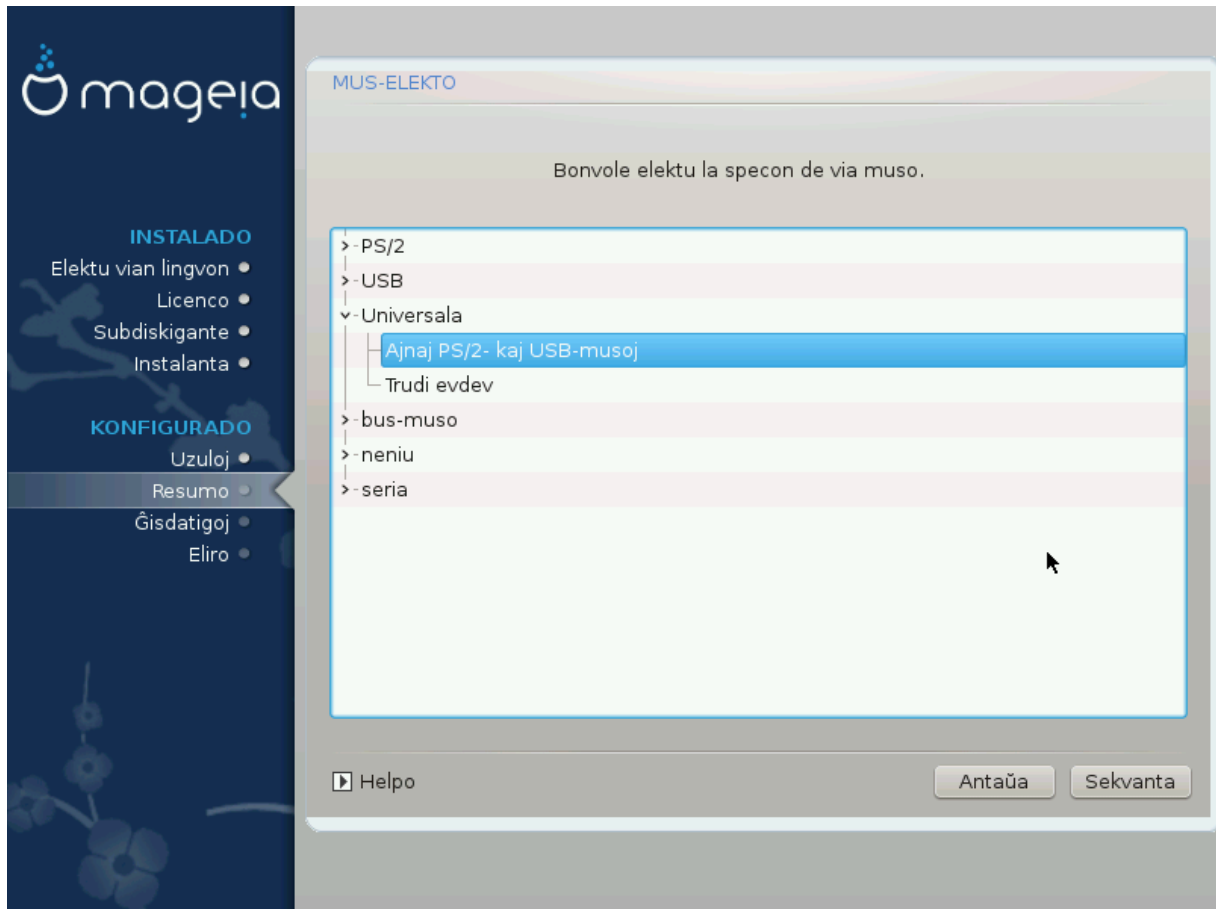 mageia
INSTALADO
Elektu vian lingvon
Licenco
Subdiskigante
Instalanta
KONFIGURADO
Uzuloj
Resumo
Ĝisdatigoj
Eliro
MUS-ELEKTO
Bonvole elektu la specon de via muso.
PS/2
USB
Universala
Ajnaj PS/2- kaj USB-musoj
Trudi evdev
bus-muso
neniu
seria
Helpo
Antaŭa
Sekvanta